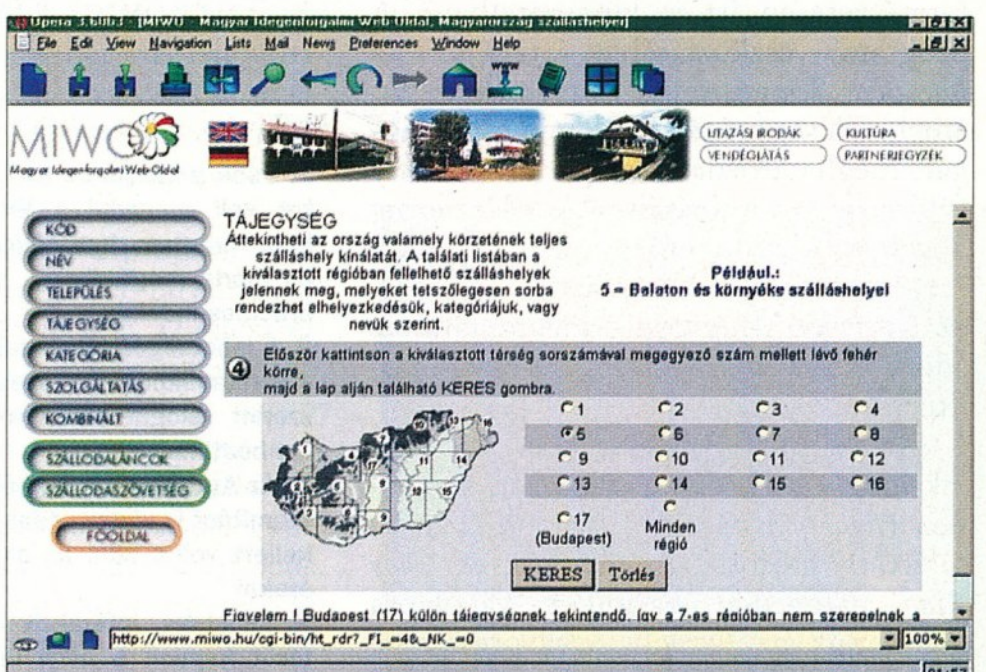 Opera 3.60b3 - [MIWO - Magyar Idegenforgalmi Web Oldal, Magyarország szálláshelyei]
File Edit View Navigation Lists Mail News Preferences Window Help
WWW
MIWO
Magyar Idegenforgalmi Web Oldal
UTAZÁSI IRODÁK
KULTÚRA
VENDÉGLÁTÁS
PARTNERJEGYZÉK
KÓD
NÉV
TELEPÜLÉS
TÁJEGYSÉG
KATEGÓRIA
SZOLGÁLTATÁS
KOMBINÁLT
SZÁLLODALÁNCOK
SZÁLLODASZÖVETSÉG
FŐOLDAL
TÁJEGYSÉG
Áttekintheti az ország valamely körzetének teljes
szálláshely kínálatát. A találati listában a
kiválasztott régióban fellelhető szálláshelyek
jelennek meg, melyeket tetszőlegesen sorba
rendezhet elhelyezkedésük, kategóriájuk, vagy
nevük szerint.
Például.:
5 = Balaton és környéke szálláshelyei
4
Először kattintson a kiválasztott térség sorszámával megegyező szám mellett lévő fehér
körre,
majd a lap alján található KERES gombra.
1 2 3 4
5 6 7 8
9 10 11 12
13 14 15 16
17
(Budapest)
Minden
régió
KERES Törlés
Figyelem ! Budapest (17) külön tájegységnek tekintendő, így a 7-es régióban nem szerepelnek a
http://www.miwo.hu/cgi-bin/ht_rdr?_FI_=4&_NK_=0
100%